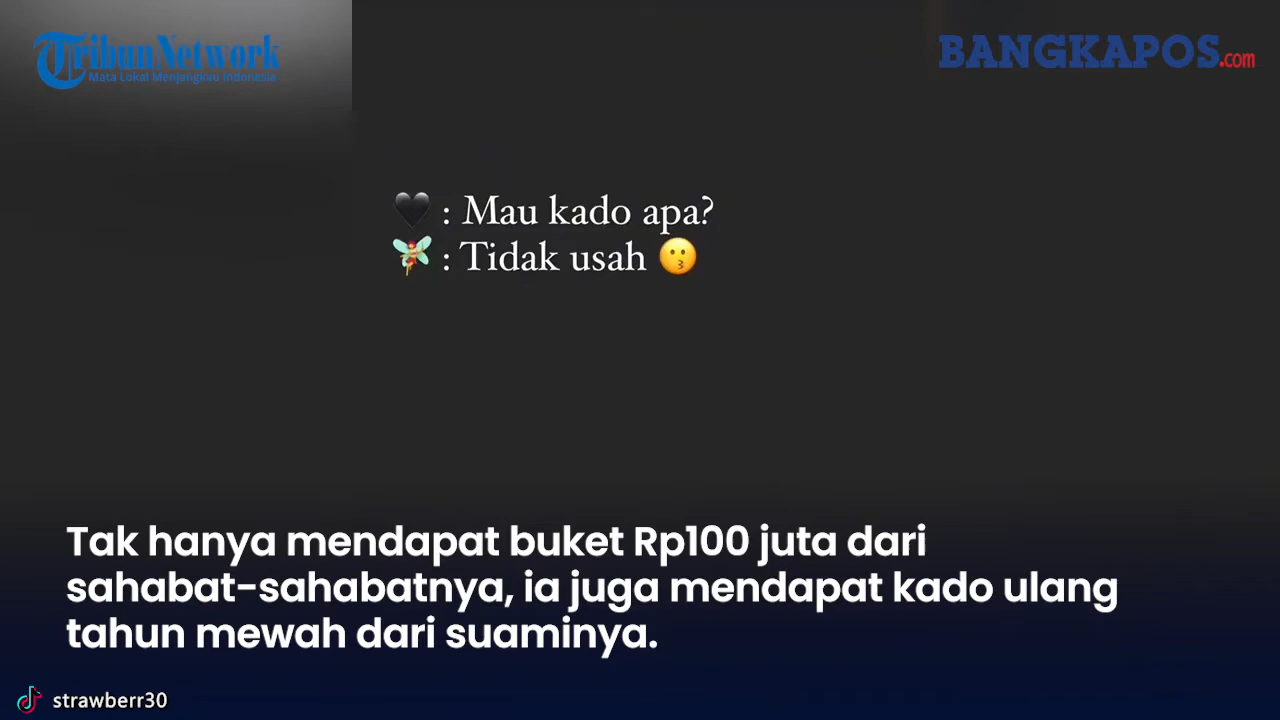 TribunNetwork
Mata Lokal Menjangkau Indonesia
BANGKAPOS.com
🖤 : Mau kado apa?
🧚 : Tidak usah 😗
Tak hanya mendapat buket Rp100 juta dari
sahabat-sahabatnya, ia juga mendapat kado ulang
tahun mewah dari suaminya.
strawberr30